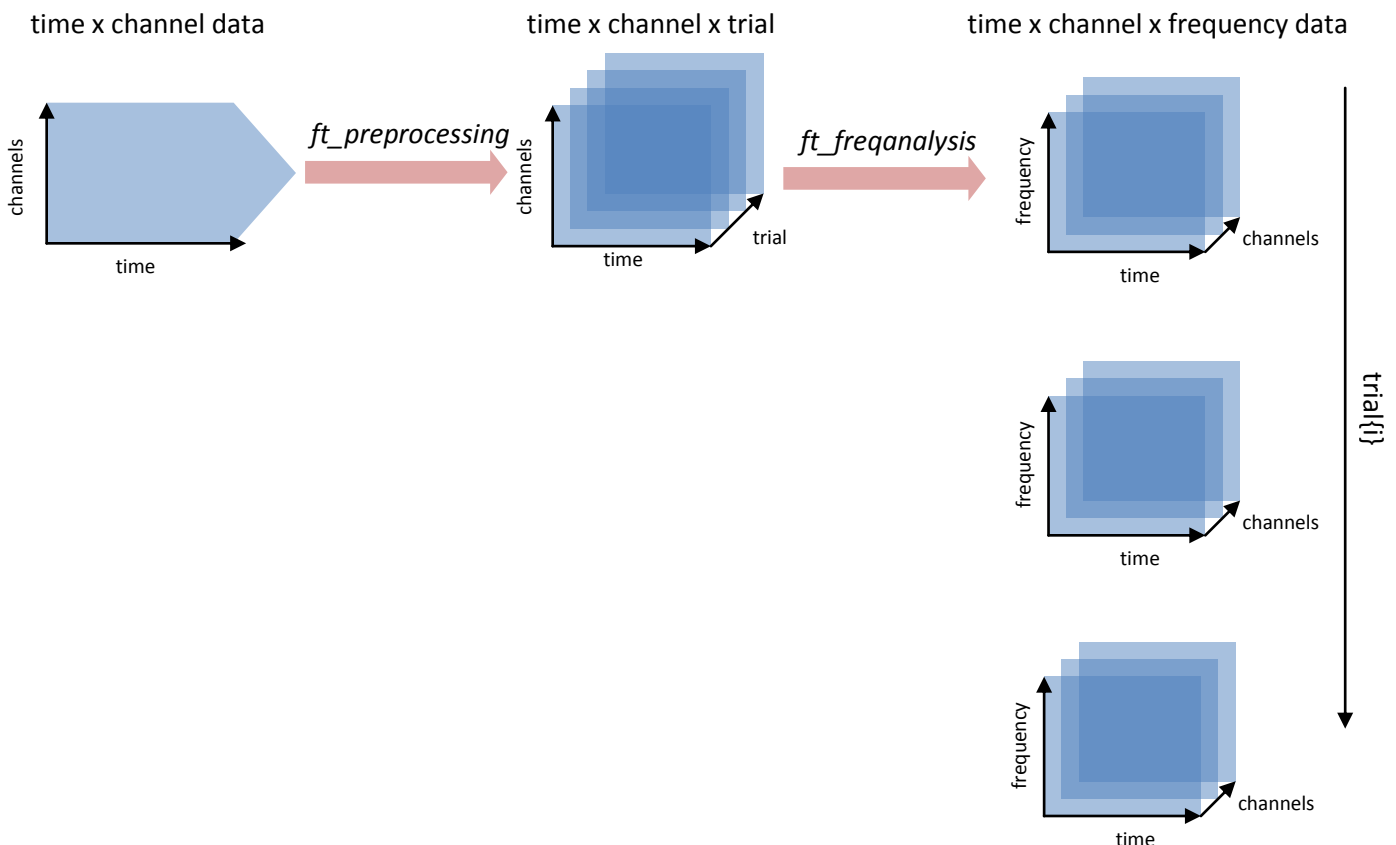 time x channel data
time x channel x trial
time x channel x frequency data
channels
time
ft_preprocessing
channels
time
trial
ft_freqanalysis
frequency
time
channels
frequency
time
channels
frequency
time
channels
trial{i}